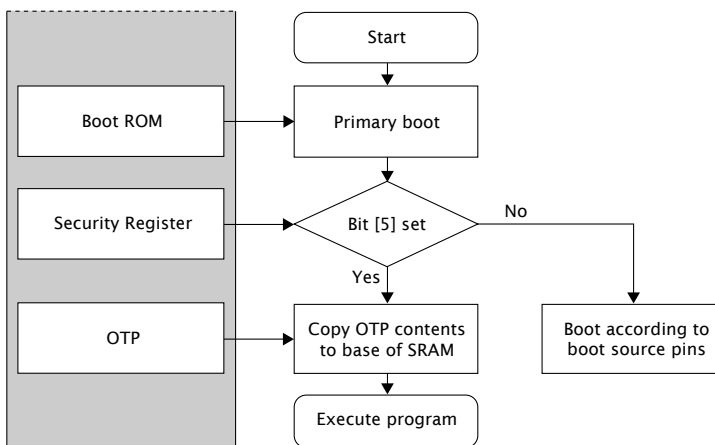 Start
Boot ROM
Primary boot
Security Register
Bit [5] set
No
Yes
OTP
Copy OTP contents
to base of SRAM
Boot according to
boot source pins
Execute program